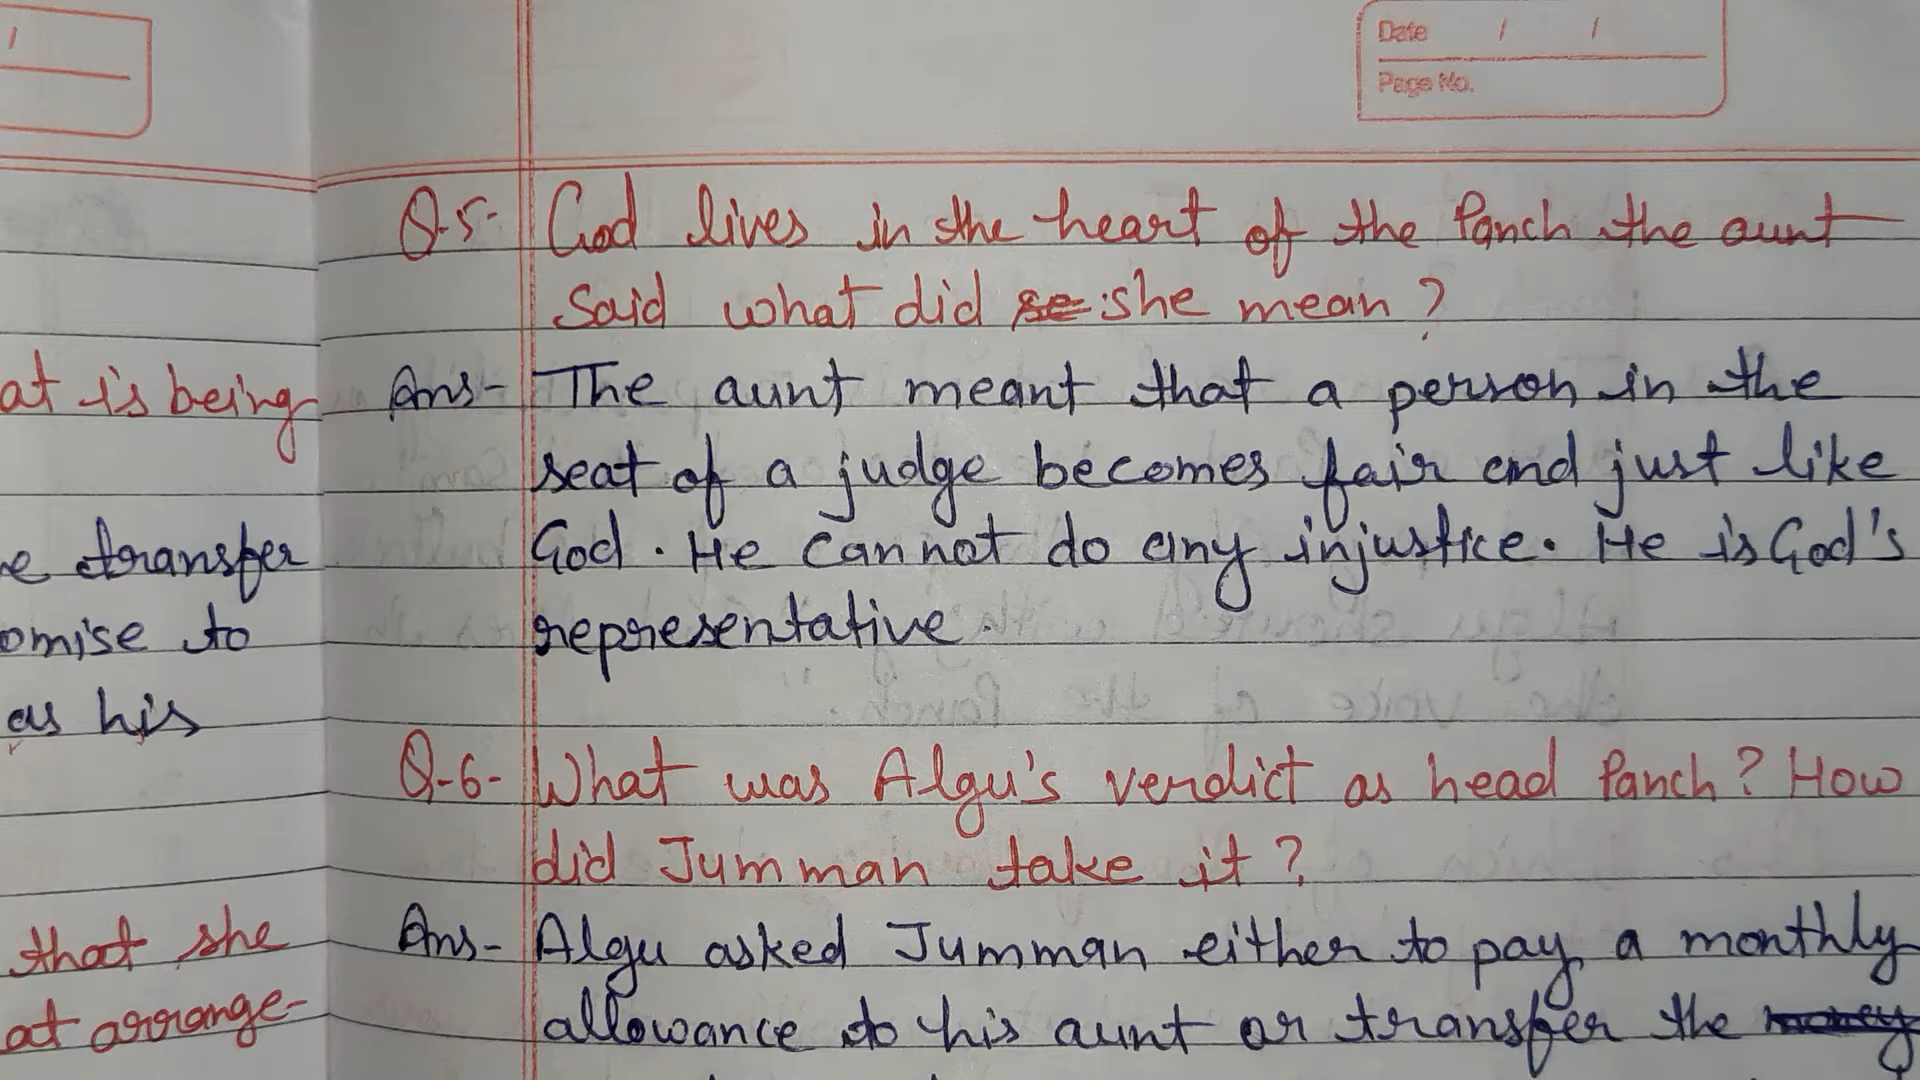 at is being
e transfer
omise to
as his
that she
at arrange-
Date / /
Page No.
Q.5- God lives in the heart of the Panch the aunt
Said what did se she mean?
Ans- The aunt meant that a person in the
seat of a judge becomes fair and just like
God. He cannot do any injustice. He is God's
representative.
Q-6- What was Algu's verdict as head Panch? How
did Jumman take it?
Ans- Algu asked Jumman either to pay a monthly
allowance to his aunt or transfer the money